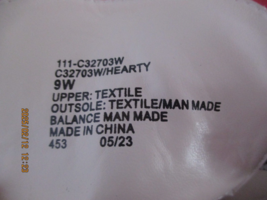 111-C32703W
C32703W/HEARTY
9W
UPPER: TEXTILE
OUTSOLE: TEXTILE/MAN MADE
BALANCE MAN MADE
MADE IN CHINA
453 05/23